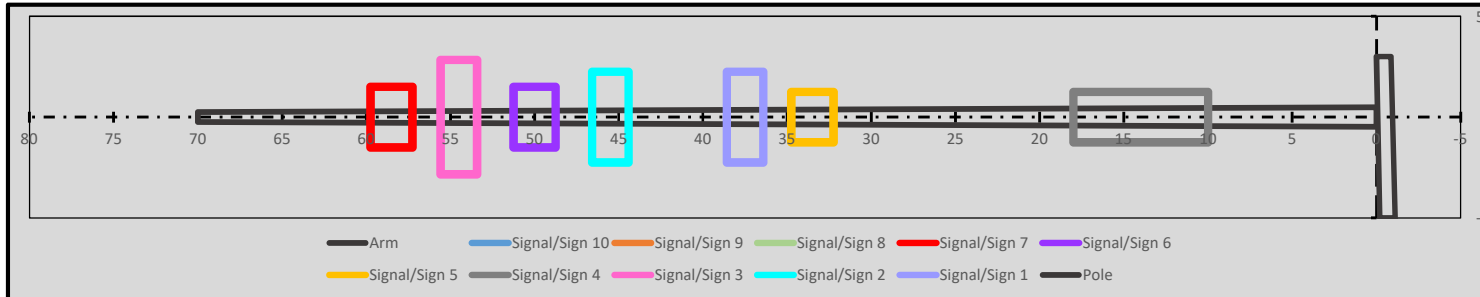 5
80 75 70 65 60 55 50 45 40 35 30 25 20 15 10 5 0 -5
Arm Signal/Sign 10 Signal/Sign 9 Signal/Sign 8 Signal/Sign 7 Signal/Sign 6
Signal/Sign 5 Signal/Sign 4 Signal/Sign 3 Signal/Sign 2 Signal/Sign 1 Pole